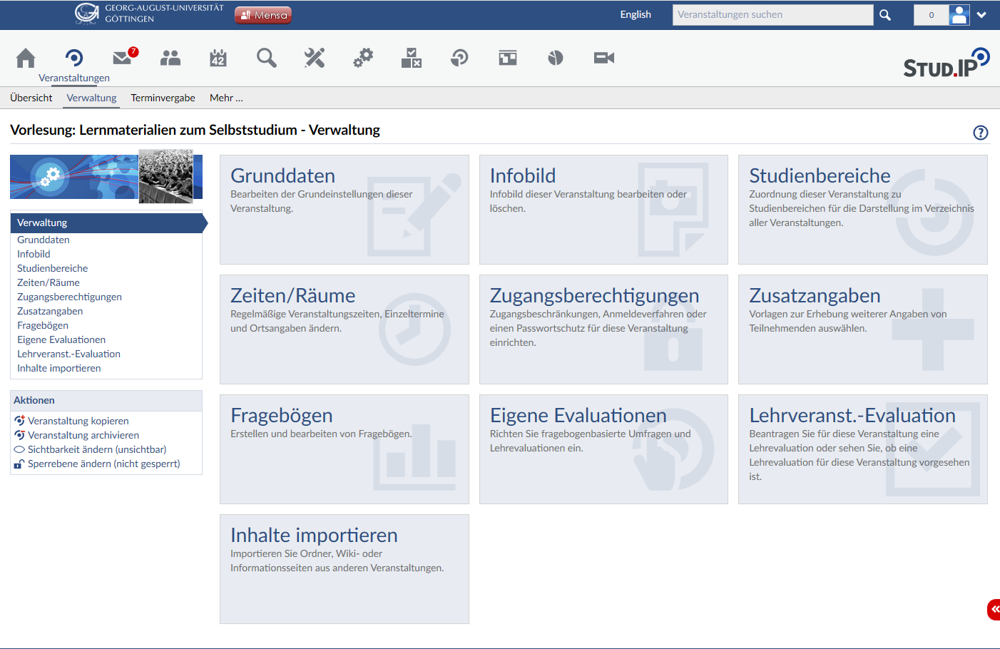 GEORG-AUGUST-UNIVERSITÄT
GÖTTINGEN
Mensa
English
Veranstaltungen suchen
0
7
42
Veranstaltungen
STUD.IP
Übersicht
Verwaltung
Terminvergabe
Mehr ...
Vorlesung: Lernmaterialien zum Selbststudium - Verwaltung
?
Verwaltung
Grunddaten
Infobild
Studienbereiche
Zeiten/Räume
Zugangsberechtigungen
Zusatzangaben
Fragebögen
Eigene Evaluationen
Lehrveranst.-Evaluation
Inhalte importieren
Aktionen
Veranstaltung kopieren
Veranstaltung archivieren
Sichtbarkeit ändern (unsichtbar)
Sperrebene ändern (nicht gesperrt)
Grunddaten
Bearbeiten der Grundeinstellungen dieser
Veranstaltung.
Infobild
Infobild dieser Veranstaltung bearbeiten oder
löschen.
Studienbereiche
Zuordnung dieser Veranstaltung zu
Studienbereichen für die Darstellung im Verzeichnis
aller Veranstaltungen.
Zeiten/Räume
Regelmäßige Veranstaltungszeiten, Einzeltermine
und Ortsangaben ändern.
Zugangsberechtigungen
Zugangsbeschränkungen, Anmeldeverfahren oder
einen Passwortschutz für diese Veranstaltung
einrichten.
Zusatzangaben
Vorlagen zur Erhebung weiterer Angaben von
Teilnehmenden auswählen.
Fragebögen
Erstellen und bearbeiten von Fragebögen.
Eigene Evaluationen
Richten Sie fragebogenbasierte Umfragen und
Lehrevaluationen ein.
Lehrveranst.-Evaluation
Beantragen Sie für diese Veranstaltung eine
Lehrevaluation oder sehen Sie, ob eine
Lehrevaluation für diese Veranstaltung vorgesehen
ist.
Inhalte importieren
Importieren Sie Ordner, Wiki- oder
Informationsseiten aus anderen Veranstaltungen.